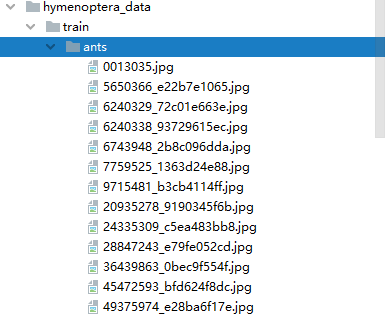 hymenoptera_data
train
ants
0013035.jpg
5650366_e22b7e1065.jpg
6240329_72c01e663e.jpg
6240338_93729615ec.jpg
6743948_2b8c096dda.jpg
7759525_1363d24e88.jpg
9715481_b3cb4114ff.jpg
20935278_9190345f6b.jpg
24335309_c5ea483bb8.jpg
28847243_e79fe052cd.jpg
36439863_0bec9f554f.jpg
45472593_bfd624f8dc.jpg
49375974_e28ba6f17e.jpg